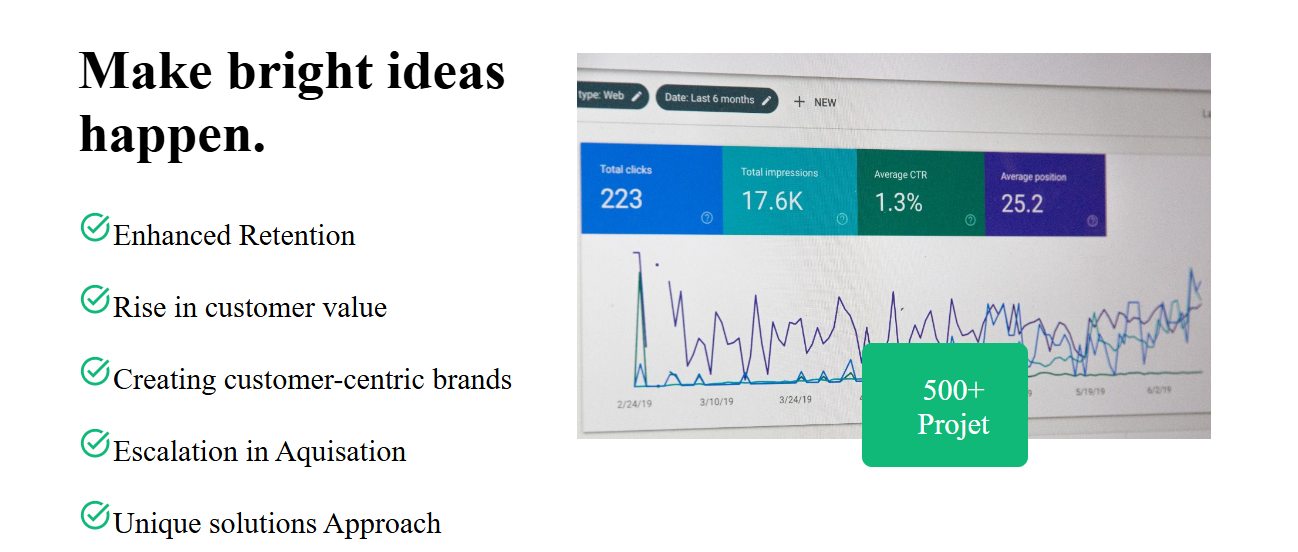 Make bright ideas
happen.
Enhanced Retention
Rise in customer value
Creating customer-centric brands
Escalation in Aquisation
Unique solutions Approach
type: Web
Date: Last 6 months
+ NEW
Total clicks
223
Total impressions
17.6K
Average CTR
1.3%
Average position
25.2
2/24/19
3/10/19
3/24/19
5/19/19
6/2/19
500+
Projet